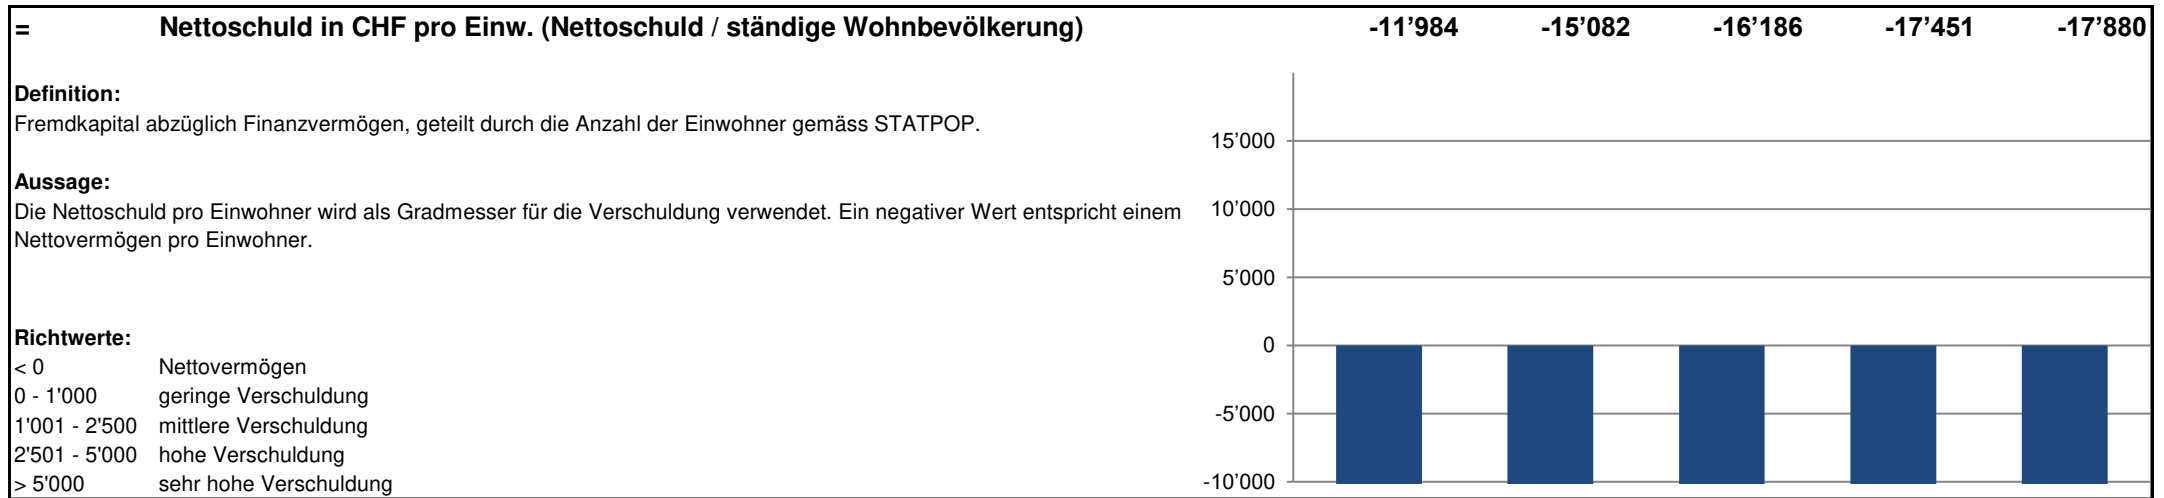 = Nettoschuld in CHF pro Einw. (Nettoschuld / ständige Wohnbevölkerung) -11’984 -15’082 -16’186 -17’451 -17’880
Definition:
Fremdkapital abzüglich Finanzvermögen, geteilt durch die Anzahl der Einwohner gemäss STATPOP.
Aussage:
Die Nettoschuld pro Einwohner wird als Gradmesser für die Verschuldung verwendet. Ein negativer Wert entspricht einem
Nettovermögen pro Einwohner.
Richtwerte:
< 0 Nettovermögen
0 - 1'000 geringe Verschuldung
1'001 - 2'500 mittlere Verschuldung
2'501 - 5'000 hohe Verschuldung
> 5'000 sehr hohe Verschuldung
15’000
10’000
5’000
0
-5’000
-10’000